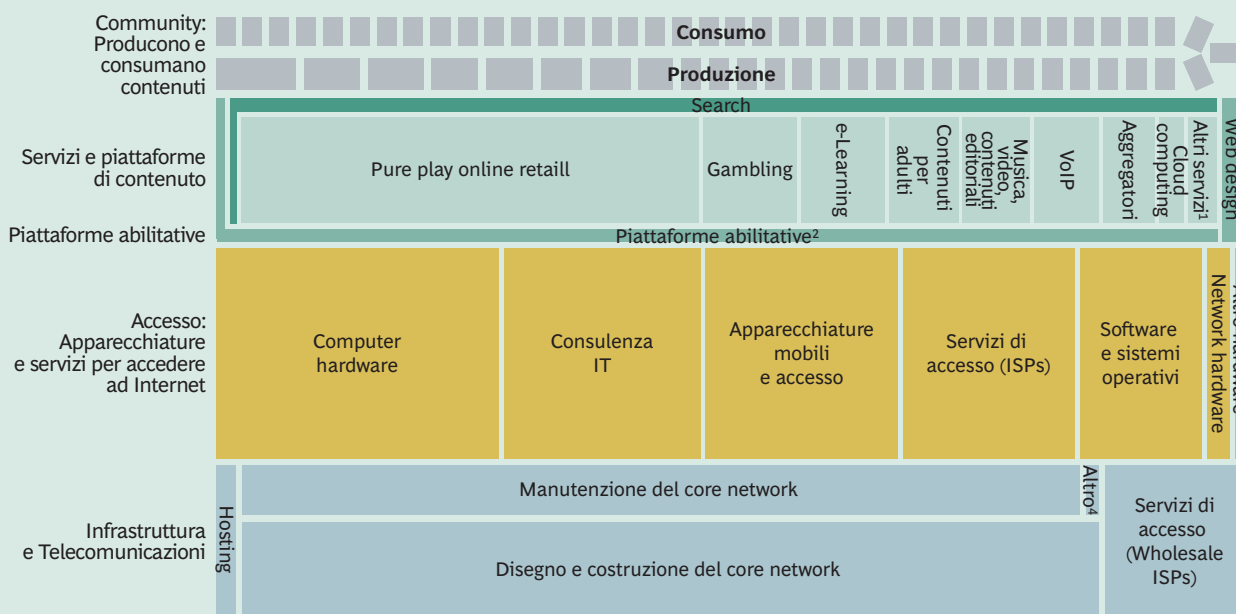 Community:
Producono e
consumano
contenuti
Consumo
Produzione
Servizi e piattaforme
di contenuto
Search
Pure play online retaill
Gambling
e-Learning
Contenuti
per
adulti
Musica,
video,
contenuti
editoriali
VoIP
Aggregatori
Cloud
computing
Altri servizi¹
Web design
Piattaforme abilitative
Piattaforme abilitative²
Accesso:
Apparecchiature
e servizi per accedere
ad Internet
Computer
hardware
Consulenza
IT
Apparecchiature
mobili
e accesso
Servizi di
accesso (ISPs)
Software
e sistemi
operativi
Network hardware
Infrastruttura
e Telecomunicazioni
Hosting
Manutenzione del core network
Altro⁴
Disegno e costruzione del core network
Servizi di
accesso
(Wholesale
ISPs)